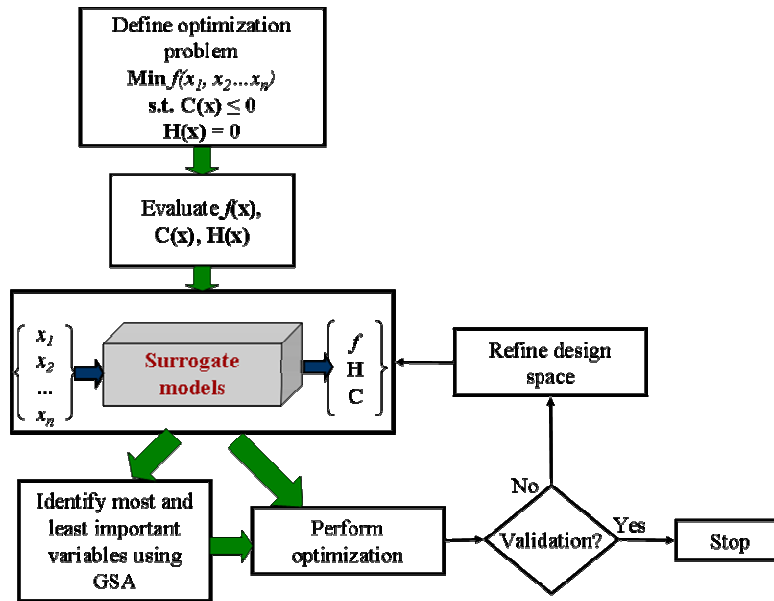 Define optimization
problem
Min f(x1, x2...xn)
s.t. C(x) ≤ 0
H(x) = 0
Evaluate f(x),
C(x), H(x)
x1
x2
...
xn
Surrogate
models
f
H
C
Refine design
space
Identify most and
least important
variables using
GSA
Perform
optimization
No
Validation?
Yes
Stop